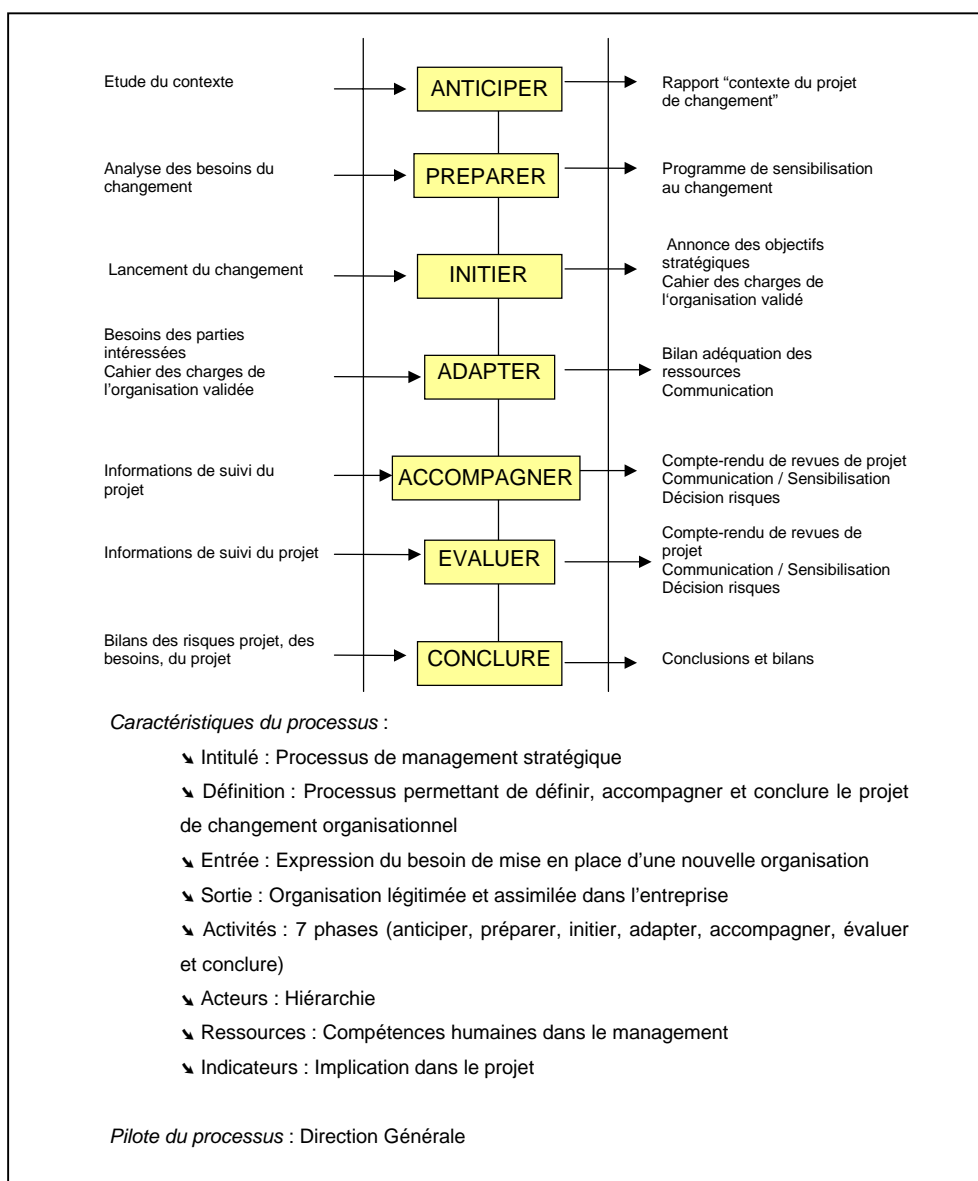 Etude du contexte
ANTICIPER
Rapport “contexte du projet
de changement”
Analyse des besoins du
changement
PREPARER
Programme de sensibilisation
au changement
Lancement du changement
INITIER
Annonce des objectifs
stratégiques
Cahier des charges de
l‘organisation validé
Besoins des parties
intéressées
Cahier des charges de
l’organisation validée
ADAPTER
Bilan adéquation des
ressources
Communication
Informations de suivi du
projet
ACCOMPAGNER
Compte-rendu de revues de projet
Communication / Sensibilisation
Décision risques
Informations de suivi du projet
EVALUER
Compte-rendu de revues de
projet
Communication / Sensibilisation
Décision risques
Bilans des risques projet, des
besoins, du projet
CONCLURE
Conclusions et bilans
Caractéristiques du processus :
➘ Intitulé : Processus de management stratégique
➘ Définition : Processus permettant de définir, accompagner et conclure le projet
de changement organisationnel
➘ Entrée : Expression du besoin de mise en place d’une nouvelle organisation
➘ Sortie : Organisation légitimée et assimilée dans l’entreprise
➘ Activités : 7 phases (anticiper, préparer, initier, adapter, accompagner, évaluer
et conclure)
➘ Acteurs : Hiérarchie
➘ Ressources : Compétences humaines dans le management
➘ Indicateurs : Implication dans le projet
Pilote du processus : Direction Générale